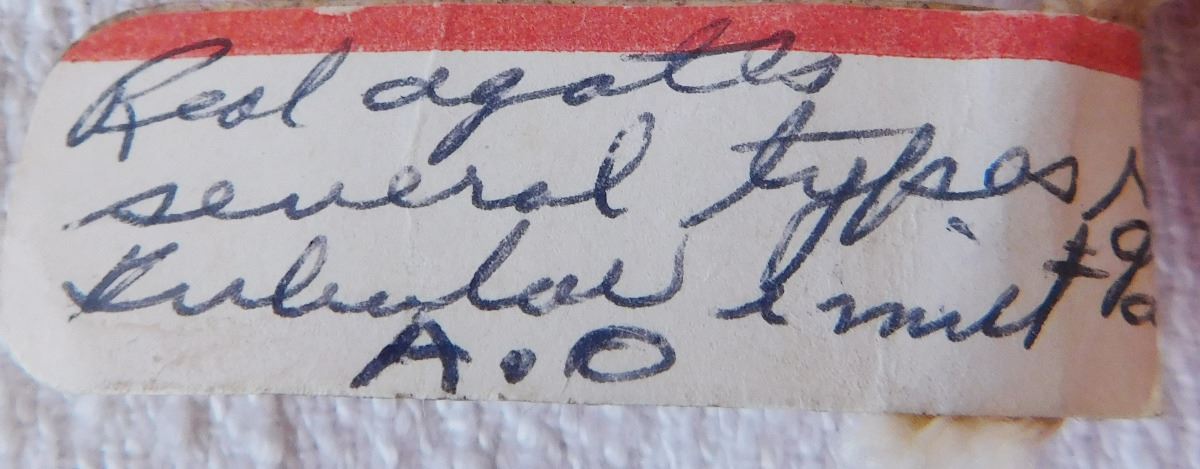 Real agates
several types
tubular
A.O